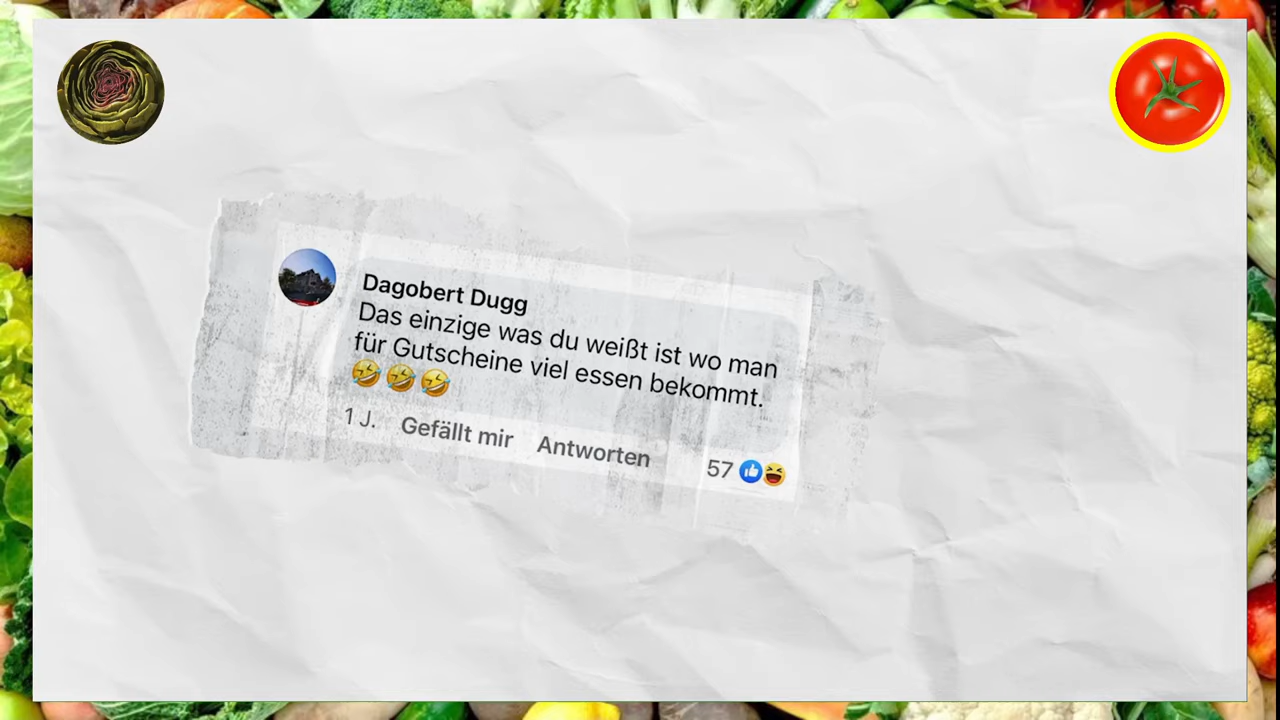 Dagobert Dugg
Das einzige was du weißt ist wo man
für Gutscheine viel essen bekommt.
🤣🤣🤣
1 J. Gefällt mir Antworten 57